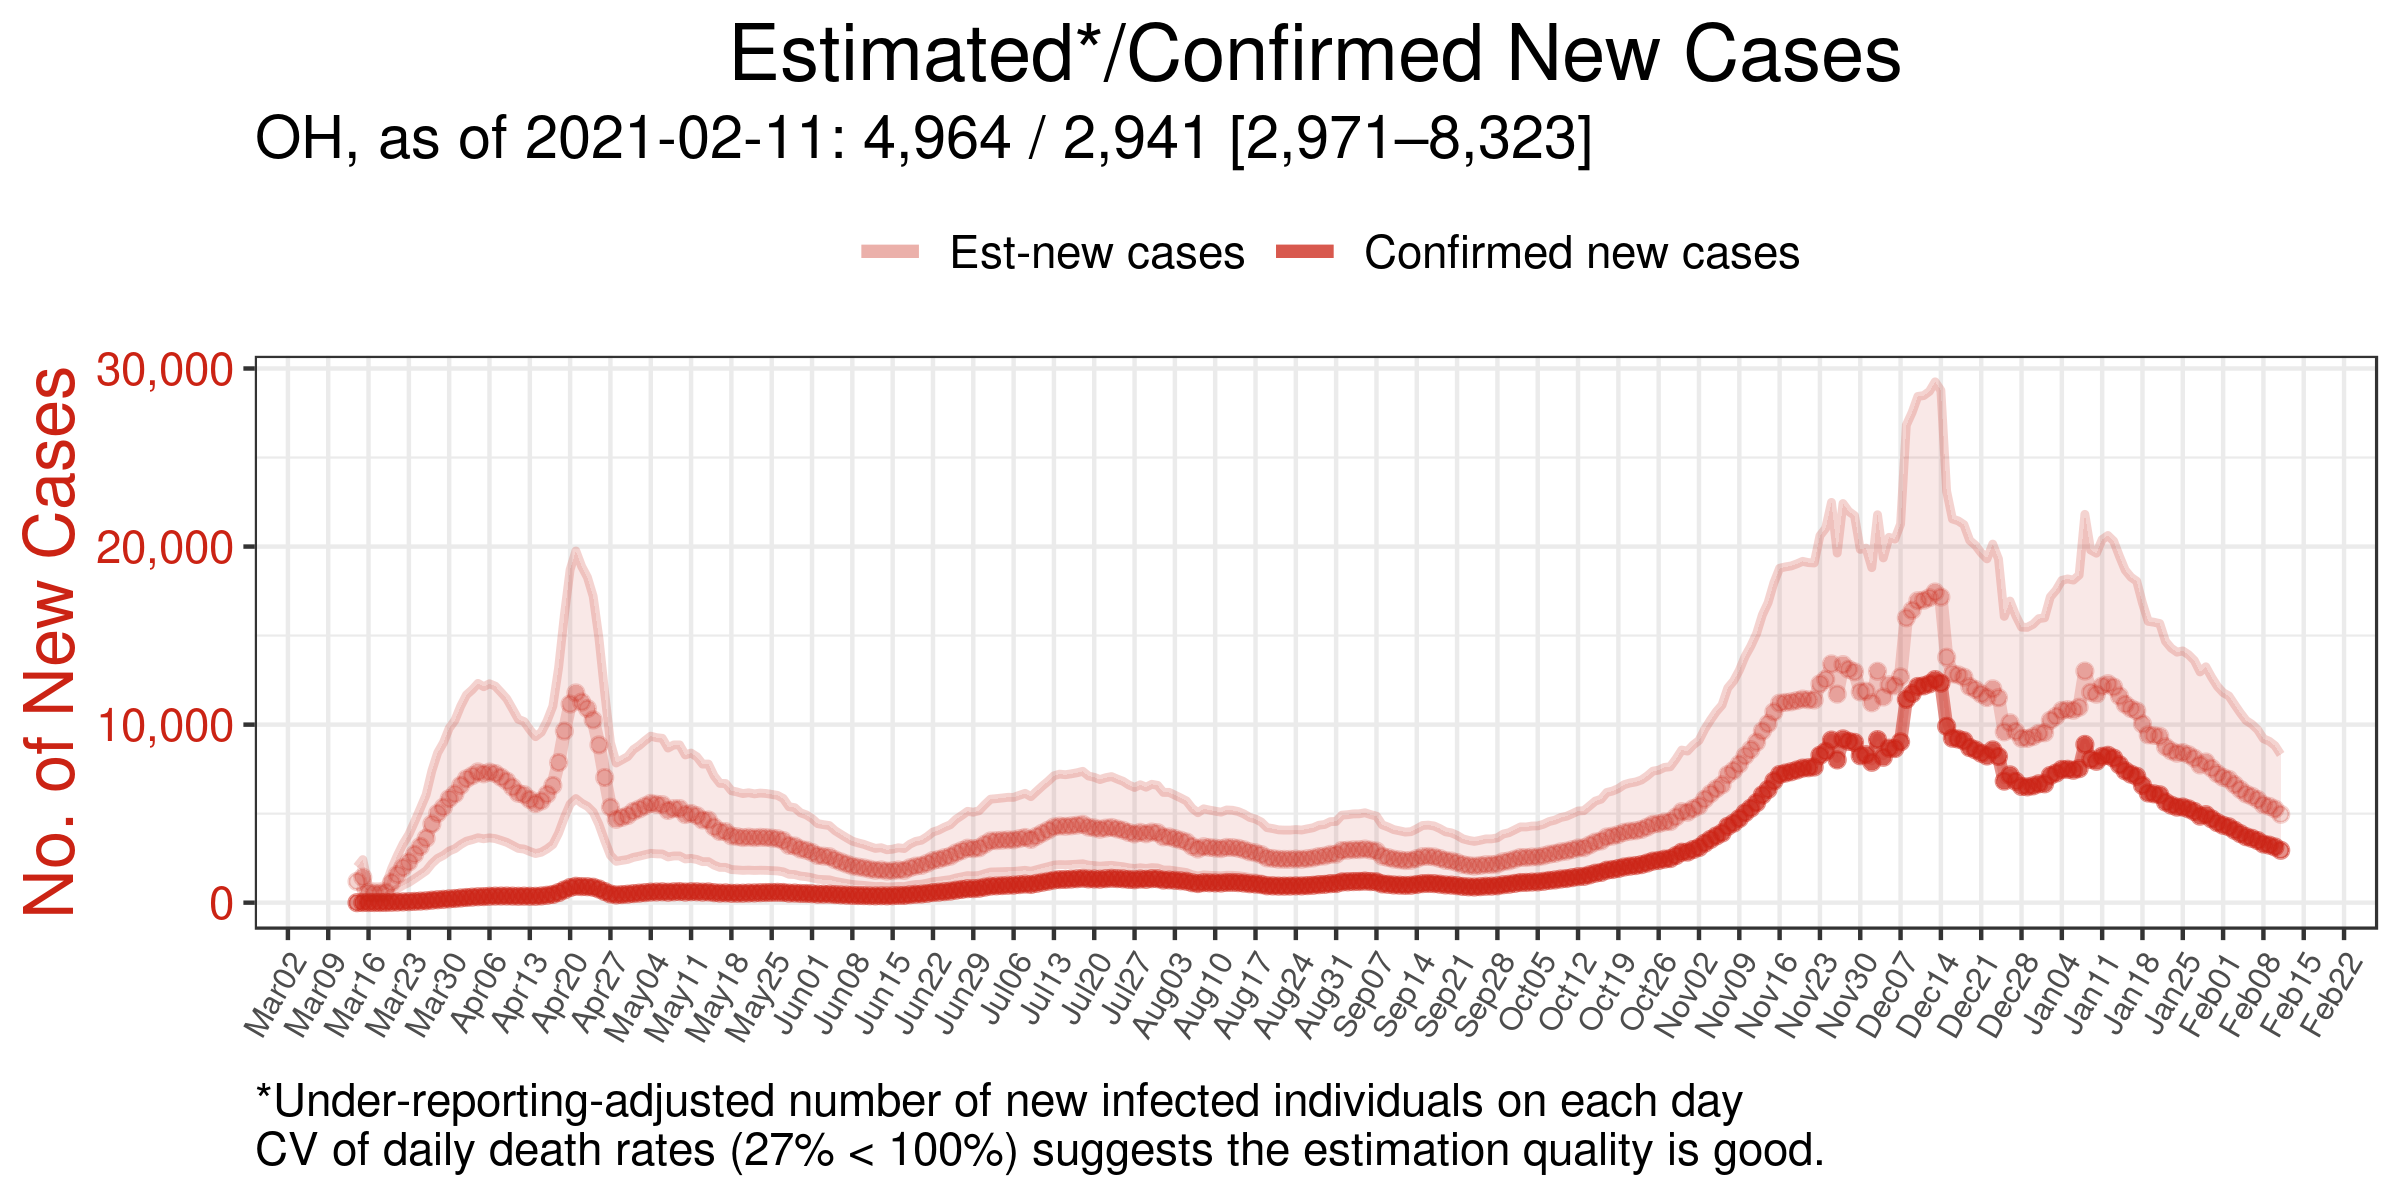 Estimated*/Confirmed New Cases
OH, as of 2021-02-11: 4,964 / 2,941 [2,971–8,323]
Est-new cases
Confirmed new cases
No. of New Cases
30,000
20,000
10,000
0
Mar02
Mar09
Mar16
Mar23
Mar30
Apr06
Apr13
Apr20
Apr27
May04
May11
May18
May25
Jun01
Jun08
Jun15
Jun22
Jun29
Jul06
Jul13
Jul20
Jul27
Aug03
Aug10
Aug17
Aug24
Aug31
Sep07
Sep14
Sep21
Sep28
Oct05
Oct12
Oct19
Oct26
Nov02
Nov09
Nov16
Nov23
Nov30
Dec07
Dec14
Dec21
Dec28
Jan04
Jan11
Jan18
Jan25
Feb01
Feb08
Feb15
Feb22
*Under-reporting-adjusted number of new infected individuals on each day
CV of daily death rates (27% < 100%) suggests the estimation quality is good.